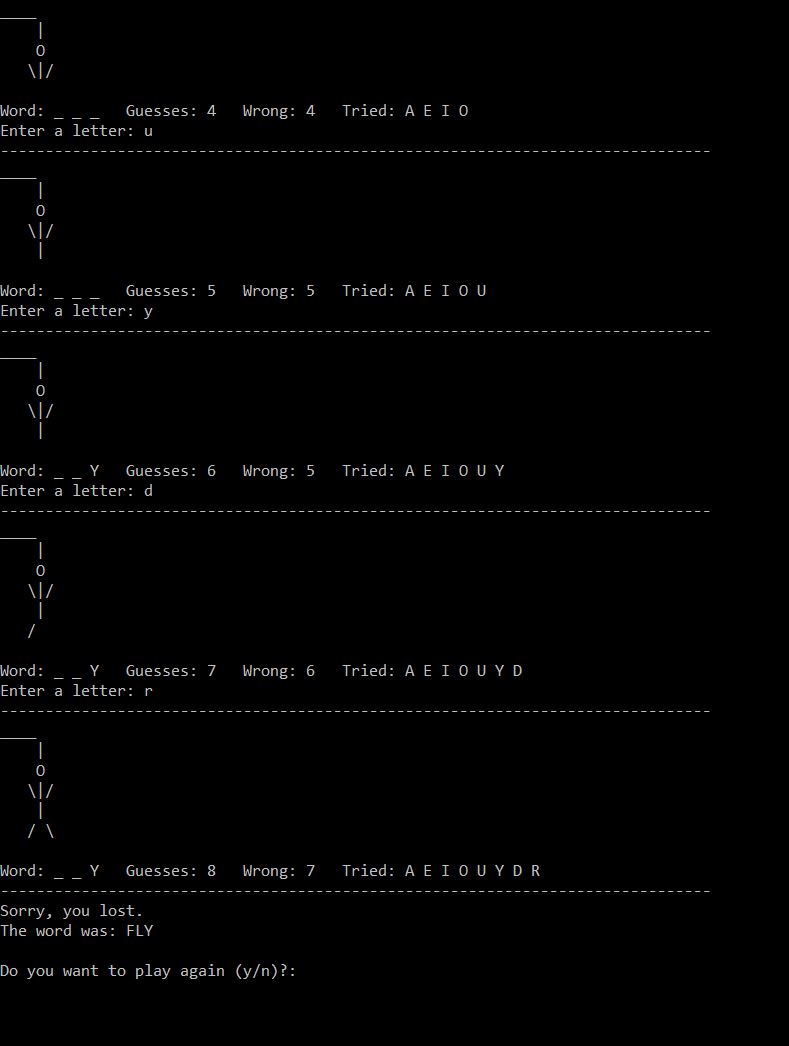 ____
    |
    O
   \|/

Word: _ _ _   Guesses: 4   Wrong: 4   Tried: A E I O
Enter a letter: u
-------------------------------------------------------------------------------
____
    |
    O
   \|/
    |

Word: _ _ _   Guesses: 5   Wrong: 5   Tried: A E I O U
Enter a letter: y
-------------------------------------------------------------------------------
____
    |
    O
   \|/
    |

Word: _ _ Y   Guesses: 6   Wrong: 5   Tried: A E I O U Y
Enter a letter: d
-------------------------------------------------------------------------------
____
    |
    O
   \|/
    |
   /

Word: _ _ Y   Guesses: 7   Wrong: 6   Tried: A E I O U Y D
Enter a letter: r
-------------------------------------------------------------------------------
____
    |
    O
   \|/
    |
   / \

Word: _ _ Y   Guesses: 8   Wrong: 7   Tried: A E I O U Y D R
-------------------------------------------------------------------------------
Sorry, you lost.
The word was: FLY

Do you want to play again (y/n)?: